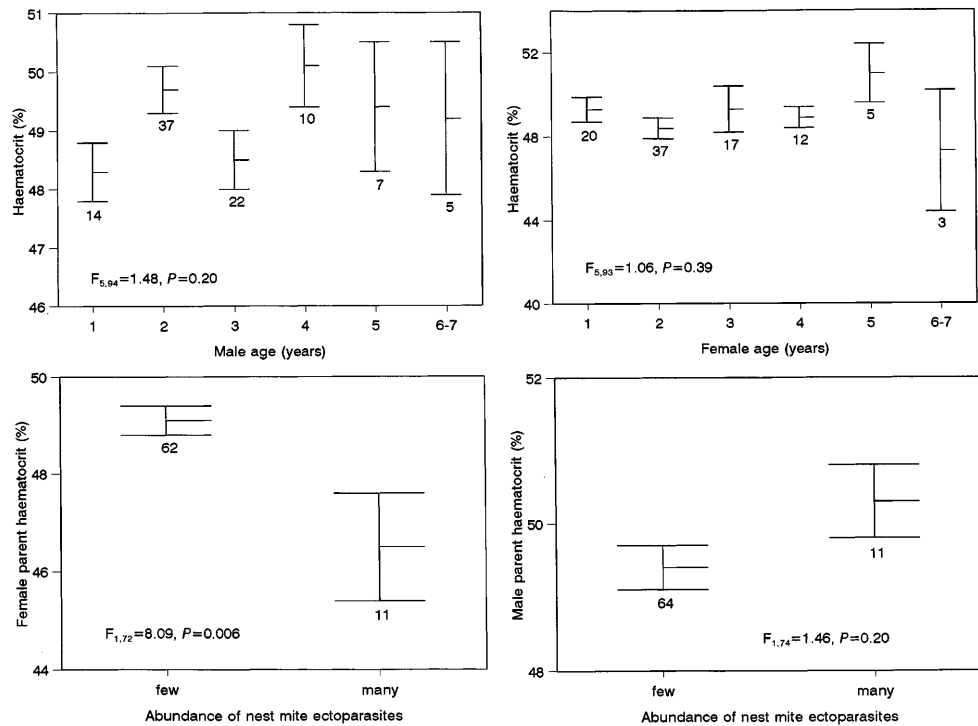 51
50
49
48
47
46
Haematocrit (%)
14
37
22
10
7
5
F5,94=1.48, P=0.20
1 2 3 4 5 6-7
Male age (years)
52
48
44
40
Haematocrit (%)
20
37
17
12
5
3
F5,93=1.06, P=0.39
1 2 3 4 5 6-7
Female age (years)
50
48
46
44
Female parent haematocrit (%)
62
11
F1,72=8.09, P=0.006
few many
Abundance of nest mite ectoparasites
52
50
48
Male parent haematocrit (%)
64
11
F1,74=1.46, P=0.20
few many
Abundance of nest mite ectoparasites